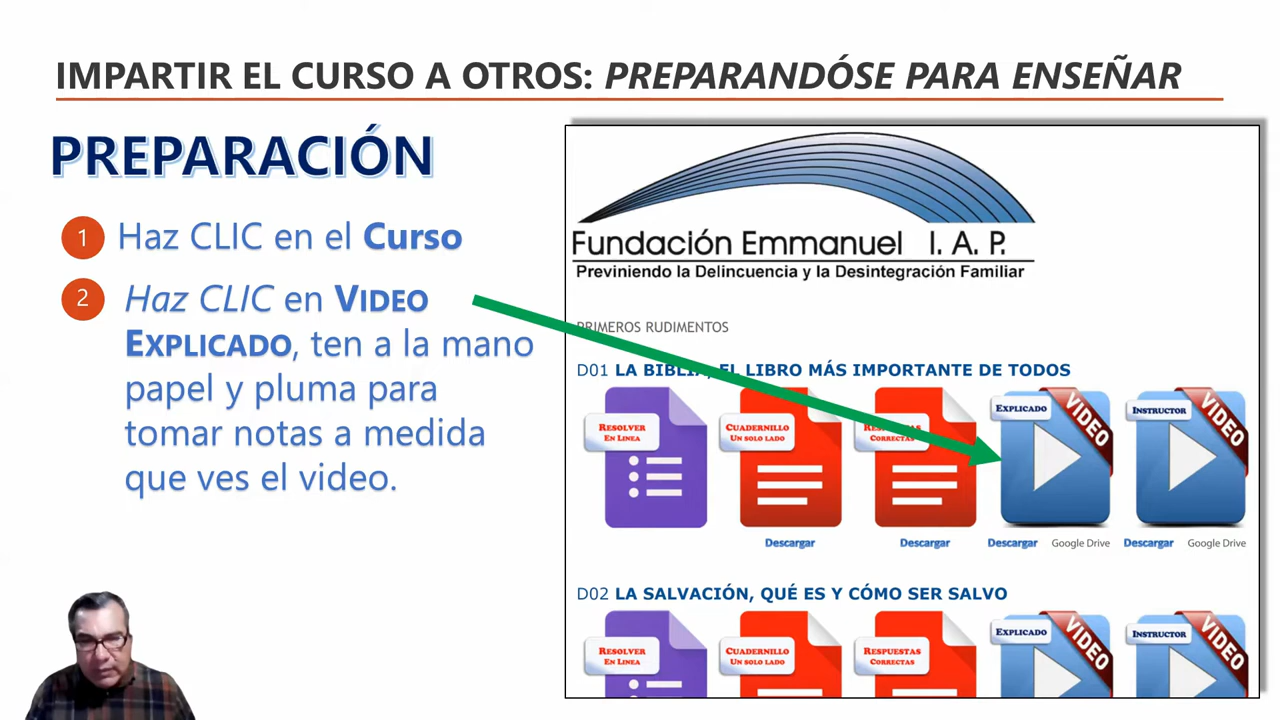 IMPARTIR EL CURSO A OTROS: PREPARANDÓSE PARA ENSEÑAR
PREPARACIÓN
1 Haz CLIC en el Curso
2 Haz CLIC en VIDEO
EXPLICADO, ten a la mano
papel y pluma para
tomar notas a medida
que ves el video.
Fundación Emmanuel I. A. P.
Previniendo la Delincuencia y la Desintegración Familiar
PRIMEROS RUDIMENTOS
D01 LA BIBLIA, EL LIBRO MÁS IMPORTANTE DE TODOS
RESOLVER
EN LINEA
CUADERNILLO
UN SOLO LADO
RESPUESTAS
CORRECTAS
EXPLICADO
VIDEO
INSTRUCTOR
VIDEO
Descargar
Descargar
Descargar Google Drive
Descargar Google Drive
D02 LA SALVACIÓN, QUÉ ES Y CÓMO SER SALVO
RESOLVER
EN LINEA
CUADERNILLO
UN SOLO LADO
RESPUESTAS
CORRECTAS
EXPLICADO
VIDEO
INSTRUCTOR
VIDEO